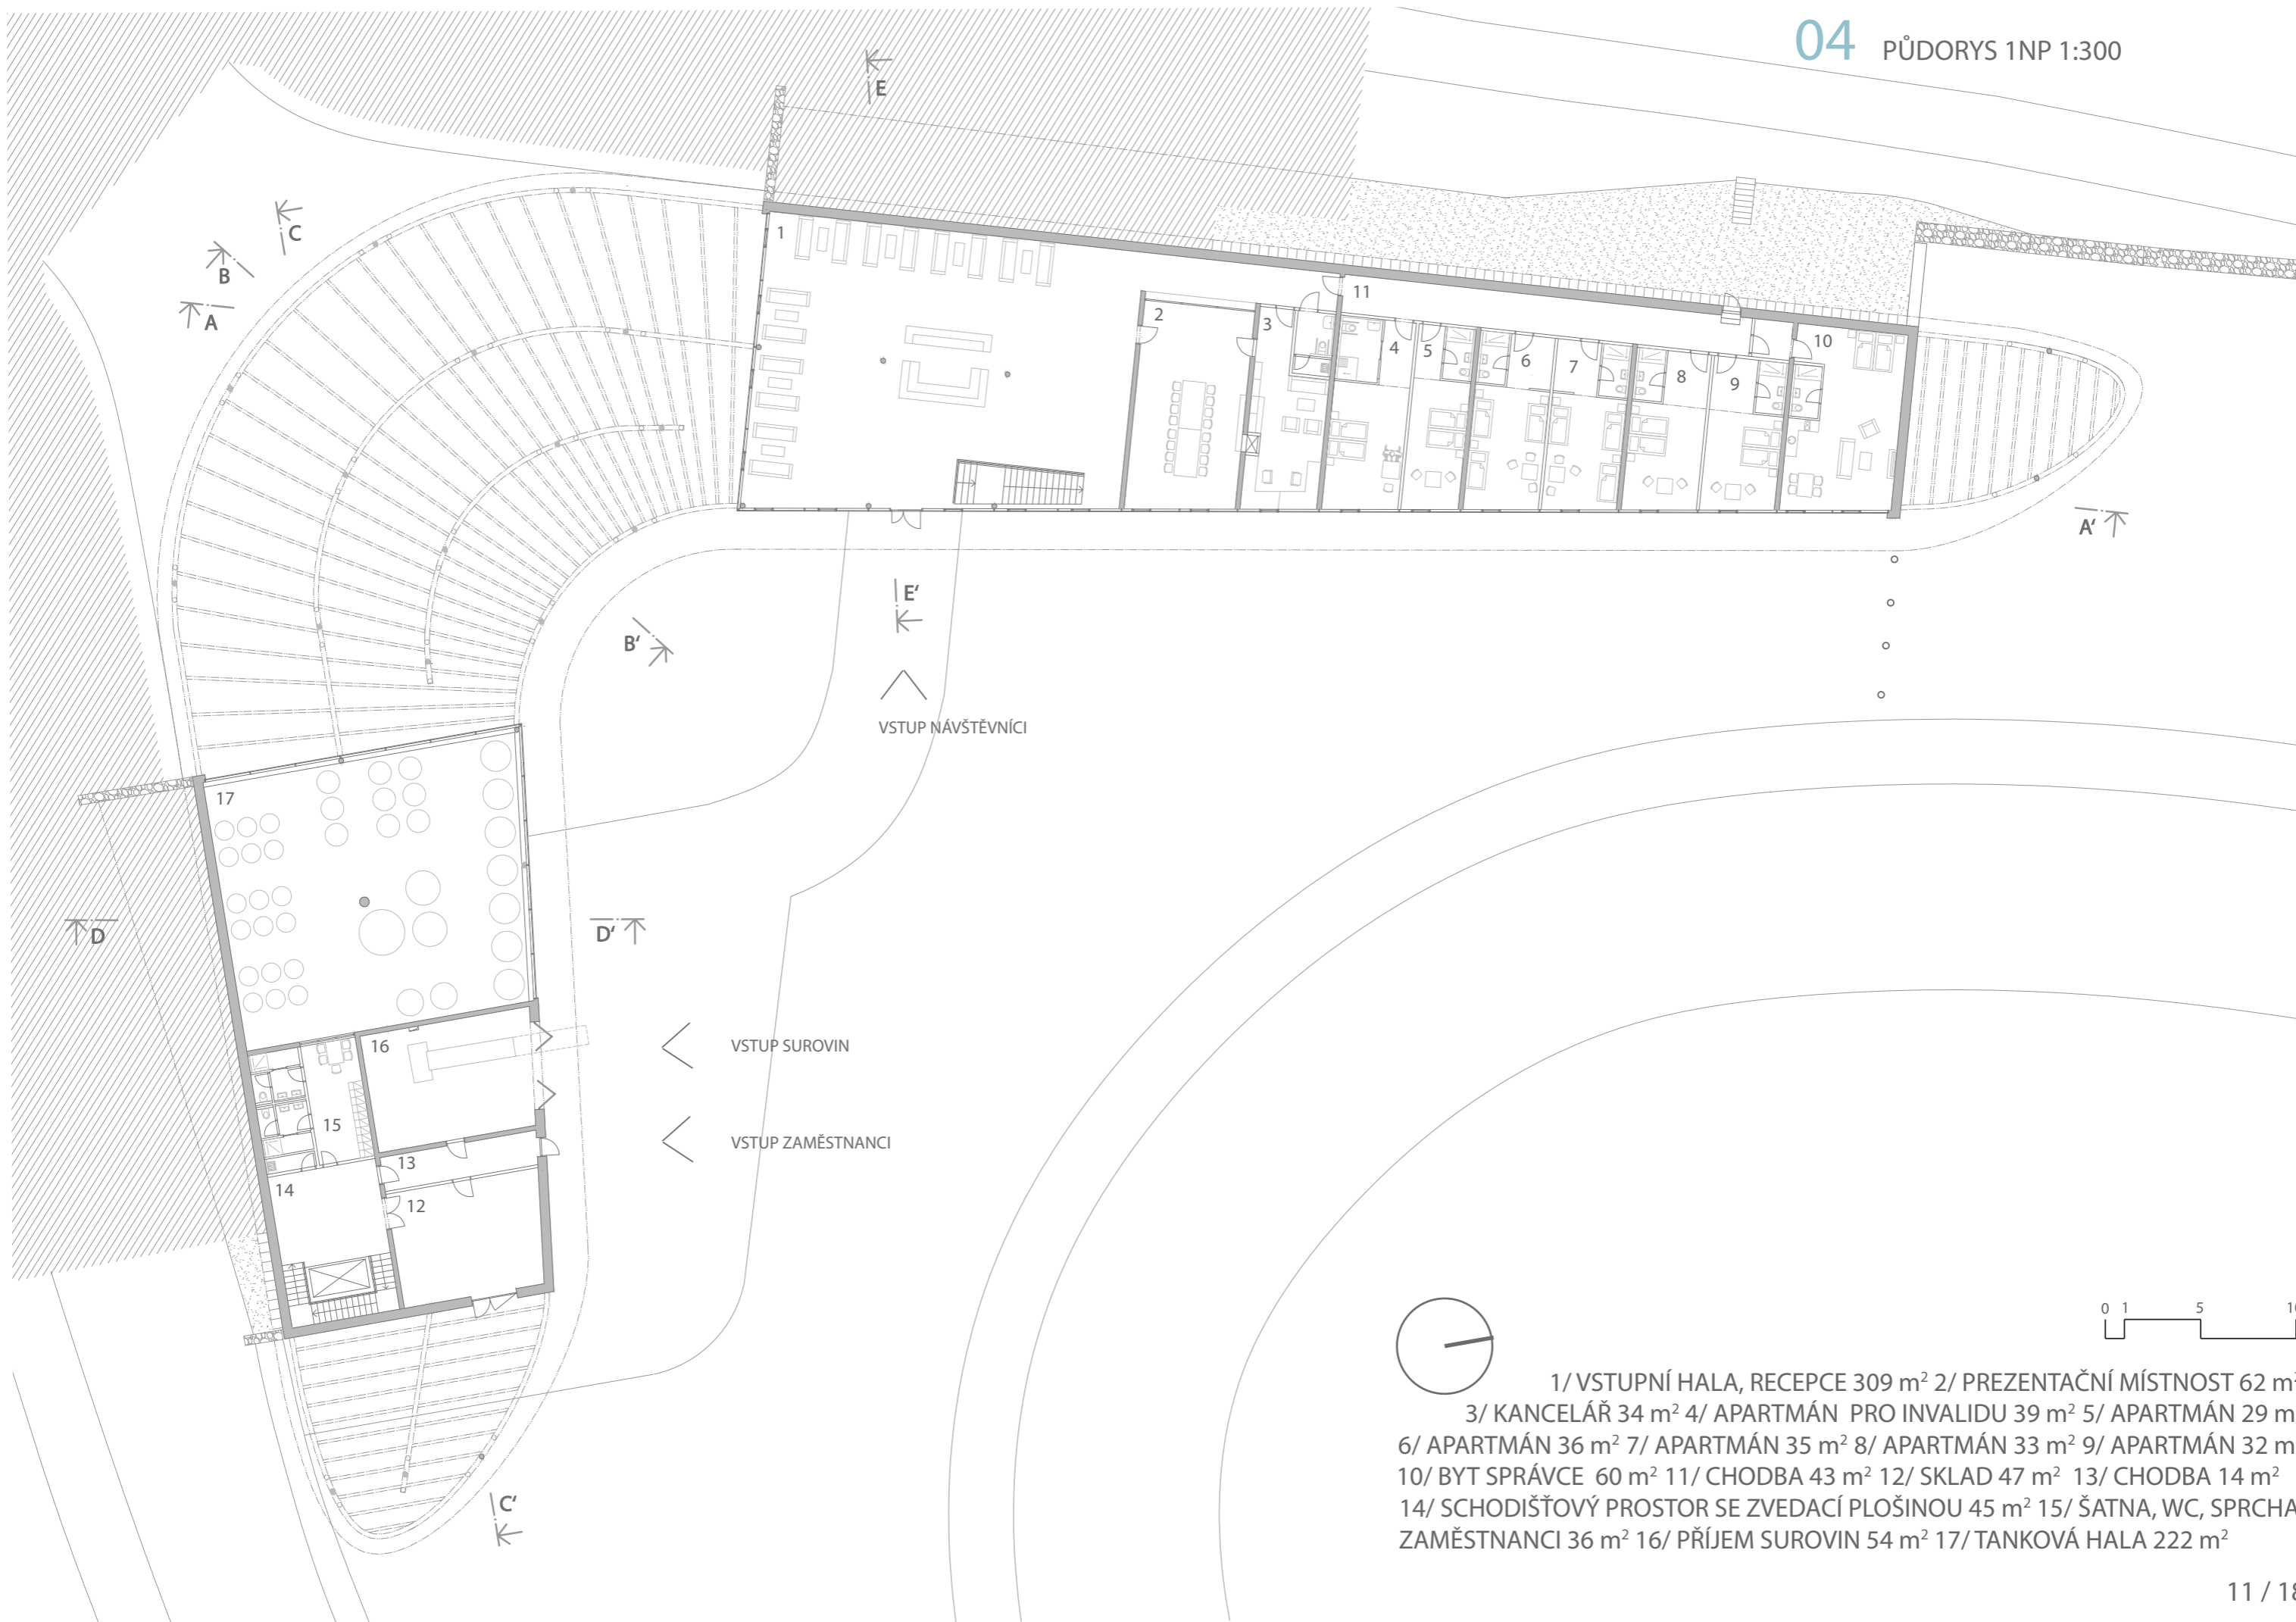 04 PŮDORYS 1NP 1:300
E
C
B
A
1
11
2
3
4
5
6
7
8
9
10
A'
E'
B'
VSTUP NÁVŠTĚVNÍCI
17
D
D'
16
VSTUP SUROVIN
15
VSTUP ZAMĚSTNANCI
13
14
12
C'
0 1 5 10
1/ VSTUPNÍ HALA, RECEPCE 309 m² 2/ PREZENTAČNÍ MÍSTNOST 62 m²
3/ KANCELÁŘ 34 m² 4/ APARTMÁN PRO INVALIDU 39 m² 5/ APARTMÁN 29 m
6/ APARTMÁN 36 m² 7/ APARTMÁN 35 m² 8/ APARTMÁN 33 m² 9/ APARTMÁN 32 m
10/ BYT SPRÁVCE 60 m² 11/ CHODBA 43 m² 12/ SKLAD 47 m² 13/ CHODBA 14 m²
14/ SCHODIŠŤOVÝ PROSTOR SE ZVEDACÍ PLOŠINOU 45 m² 15/ ŠATNA, WC, SPRCHA
ZAMĚSTNANCI 36 m² 16/ PŘÍJEM SUROVIN 54 m² 17/ TANKOVÁ HALA 222 m²
11 / 18